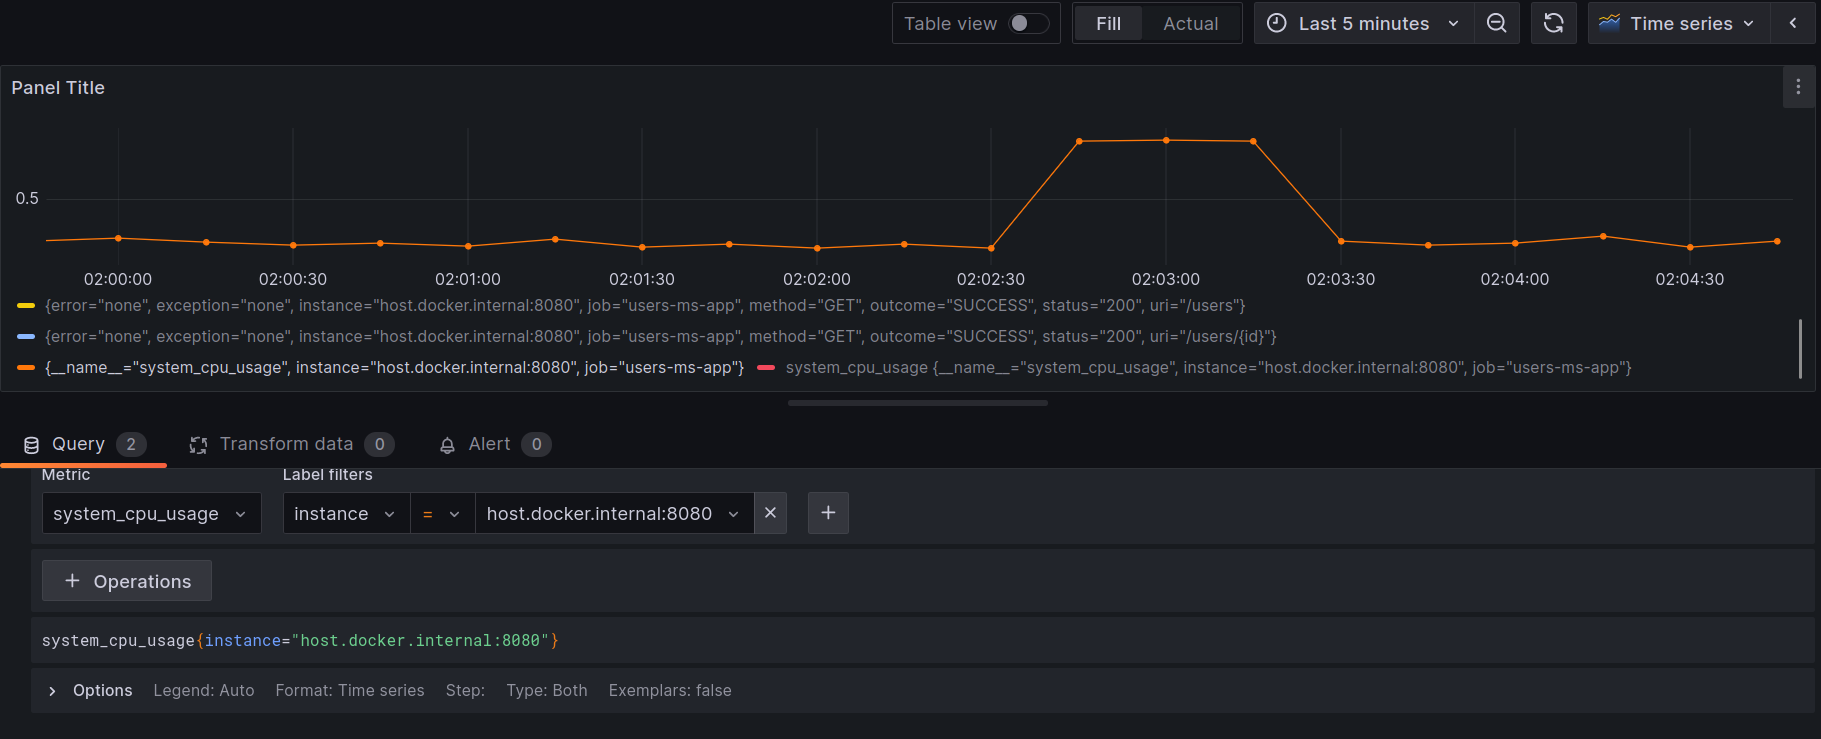 Table view Fill Actual Last 5 minutes Time series
Panel Title
0.5
02:00:00 02:00:30 02:01:00 02:01:30 02:02:00 02:02:30 02:03:00 02:03:30 02:04:00 02:04:30
{error="none", exception="none", instance="host.docker.internal:8080", job="users-ms-app", method="GET", outcome="SUCCESS", status="200", uri="/users"}
{error="none", exception="none", instance="host.docker.internal:8080", job="users-ms-app", method="GET", outcome="SUCCESS", status="200", uri="/users/{id}"}
{__name__="system_cpu_usage", instance="host.docker.internal:8080", job="users-ms-app"} system_cpu_usage {__name__="system_cpu_usage", instance="host.docker.internal:8080", job="users-ms-app"}
Query 2 Transform data 0 Alert 0
Metric Label filters
system_cpu_usage instance = host.docker.internal:8080
Operations
system_cpu_usage{instance="host.docker.internal:8080"}
Options Legend: Auto Format: Time series Step: Type: Both Exemplars: false